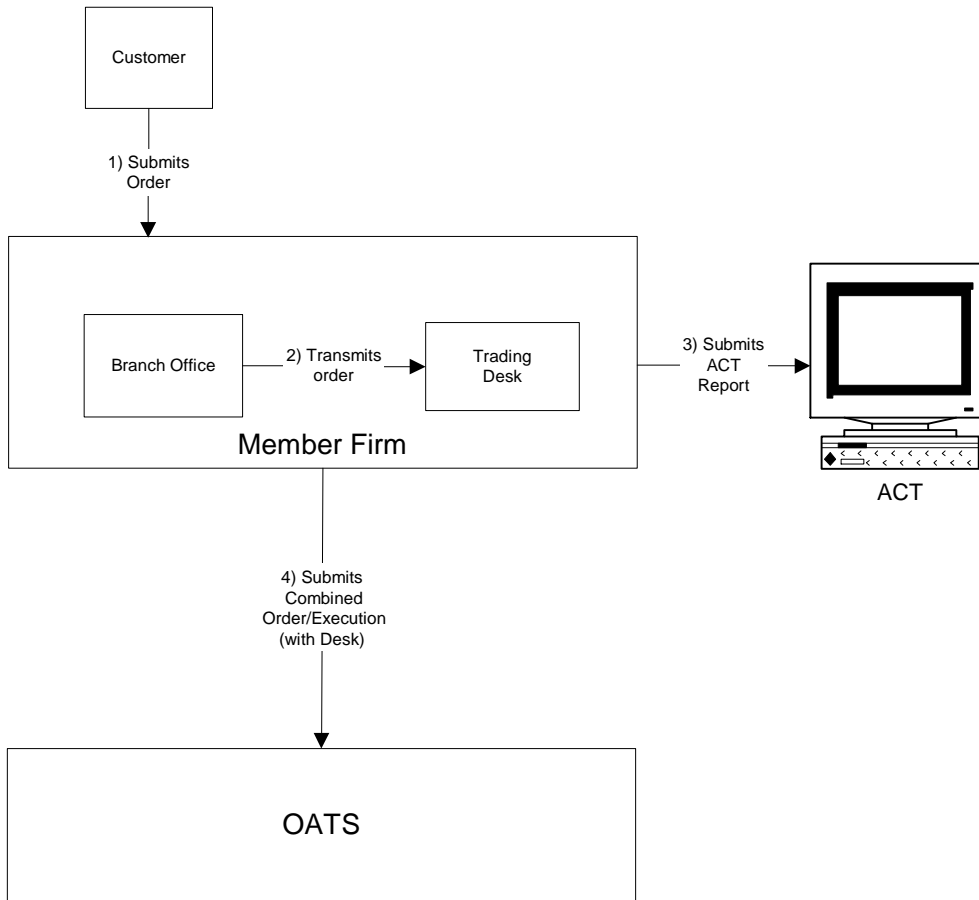 Customer
1) Submits
Order
Branch Office
2) Transmits
order
Trading
Desk
Member Firm
3) Submits
ACT
Report
ACT
4) Submits
Combined
Order/Execution
(with Desk)
OATS